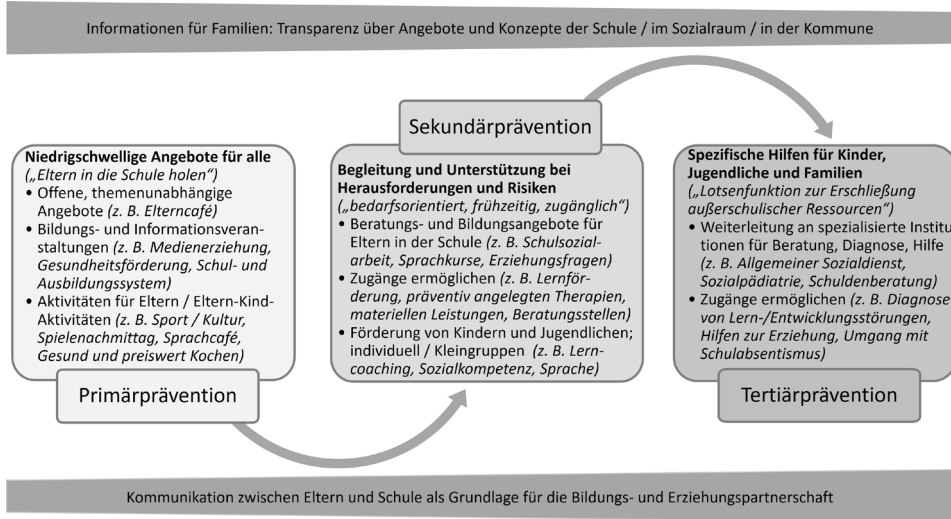 Informationen für Familien: Transparenz über Angebote und Konzepte der Schule / im Sozialraum / in der Kommune
Niedrigschwellige Angebote für alle
(„Eltern in die Schule holen“)
• Offene, themenunabhängige
Angebote (z. B. Elterncafé)
• Bildungs- und Informationsveran-
staltungen (z. B. Medienerziehung,
Gesundheitsförderung, Schul- und
Ausbildungssystem)
• Aktivitäten für Eltern / Eltern-Kind-
Aktivitäten (z. B. Sport / Kultur,
Spielenachmittag, Sprachcafé,
Gesund und preiswert Kochen)
Primärprävention
Sekundärprävention
Begleitung und Unterstützung bei
Herausforderungen und Risiken
(„bedarfsorientiert, frühzeitig, zugänglich“)
• Beratungs- und Bildungsangebote für
Eltern in der Schule (z. B. Schulsozial-
arbeit, Sprachkurse, Erziehungsfragen)
• Zugänge ermöglichen (z. B. Lernför-
derung, präventiv angelegten Therapien,
materiellen Leistungen, Beratungsstellen)
• Förderung von Kindern und Jugendlichen;
individuell / Kleingruppen (z. B. Lern-
coaching, Sozialkompetenz, Sprache)
Spezifische Hilfen für Kinder,
Jugendliche und Familien
(„Lotsenfunktion zur Erschließung
außerschulischer Ressourcen“)
• Weiterleitung an spezialisierte Institu-
tionen für Beratung, Diagnose, Hilfe
(z. B. Allgemeiner Sozialdienst,
Sozialpädiatrie, Schuldenberatung)
• Zugänge ermöglichen (z. B. Diagnose
von Lern-/Entwicklungsstörungen,
Hilfen zur Erziehung, Umgang mit
Schulabsentismus)
Tertiärprävention
Kommunikation zwischen Eltern und Schule als Grundlage für die Bildungs- und Erziehungspartnerschaft